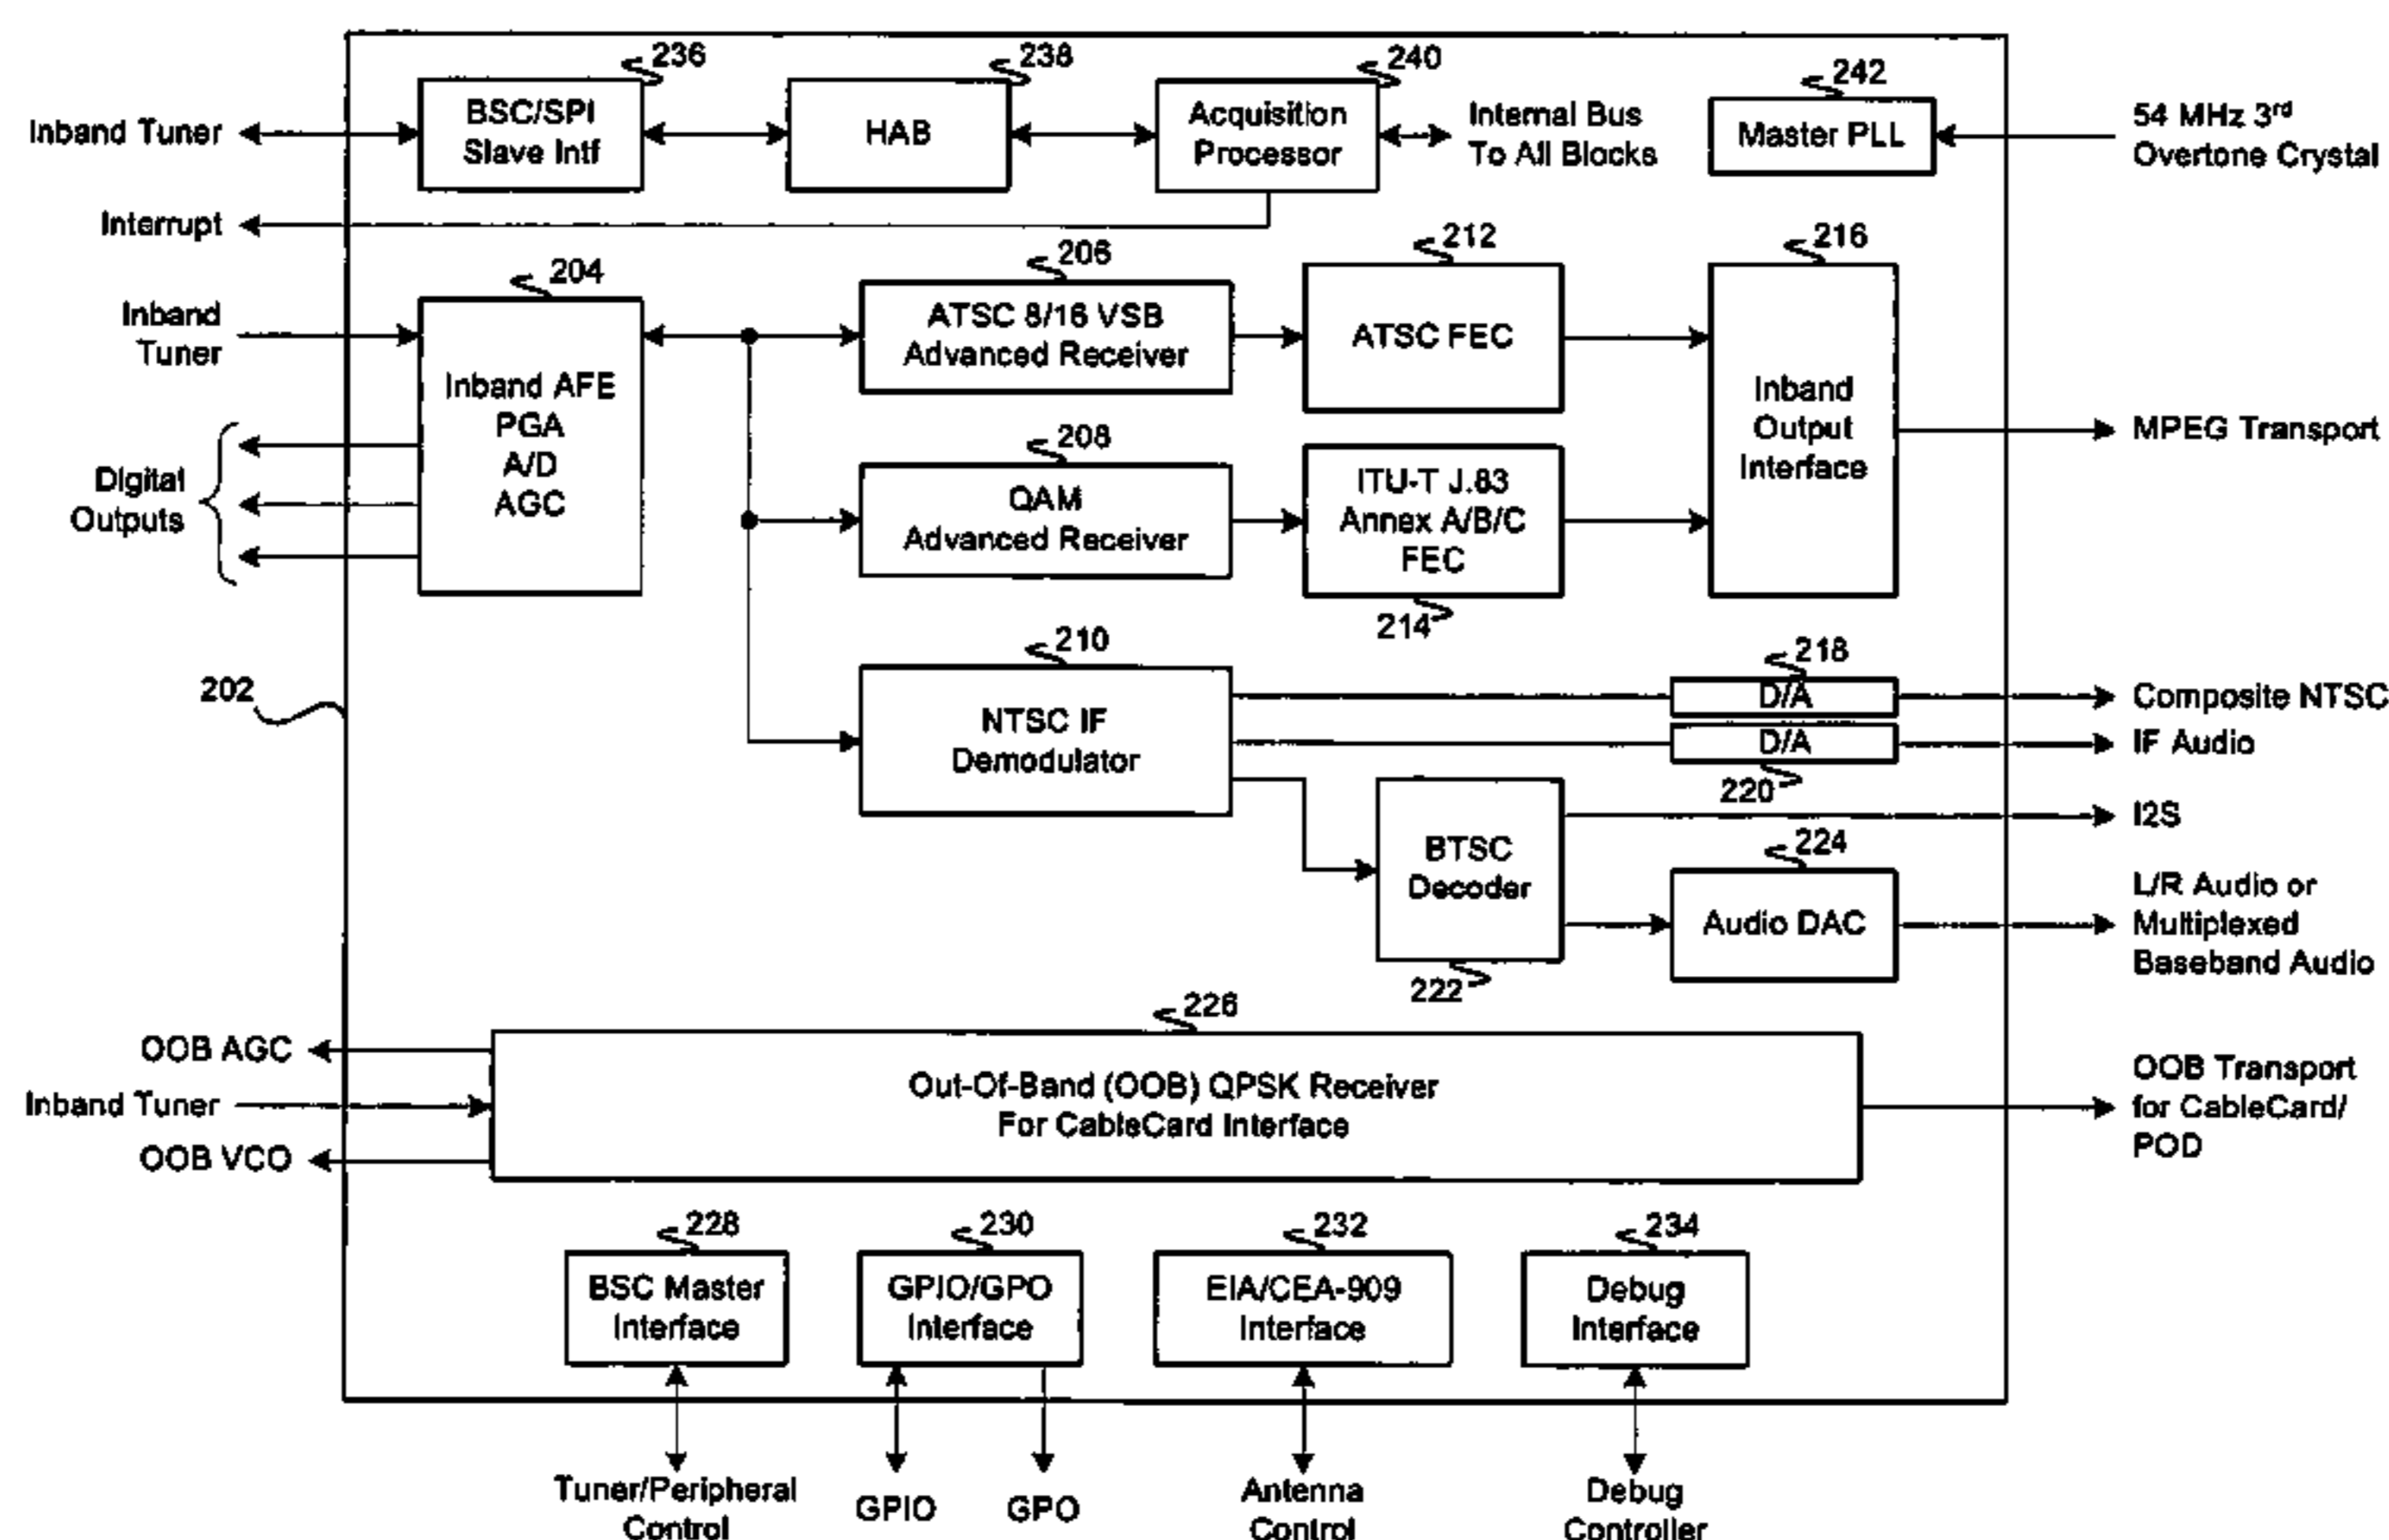 236
238
240
242
Inband Tuner
BSC/SPI
Slave Intf
HAB
Acquisition
Processor
Internal Bus
To All Blocks
Master PLL
54 MHz 3rd
Overtone Crystal
Interrupt
204
206
212
216
Inband
Tuner
Inband AFE
PGA
A/D
AGC
ATSC 8/16 VSB
Advanced Receiver
ATSC FEC
Inband
Output
Interface
MPEG Transport
Digital
Outputs
208
QAM
Advanced Receiver
ITU-T J.83
Annex A/B/C
FEC
214
202
210
NTSC IF
Demodulator
218
D/A
Composite NTSC
D/A
IF Audio
220
I2S
BTSC
Decoder
222
224
Audio DAC
L/R Audio or
Multiplexed
Baseband Audio
226
OOB AGC
Inband Tuner
OOB VCO
Out-Of-Band (OOB) QPSK Receiver
For CableCard Interface
OOB Transport
for CableCard/
POD
228
230
232
234
BSC Master
Interface
GPIO/GPO
Interface
EIA/CEA-909
Interface
Debug
Interface
Tuner/Peripheral
Control
GPIO
GPO
Antenna
Control
Debug
Controller